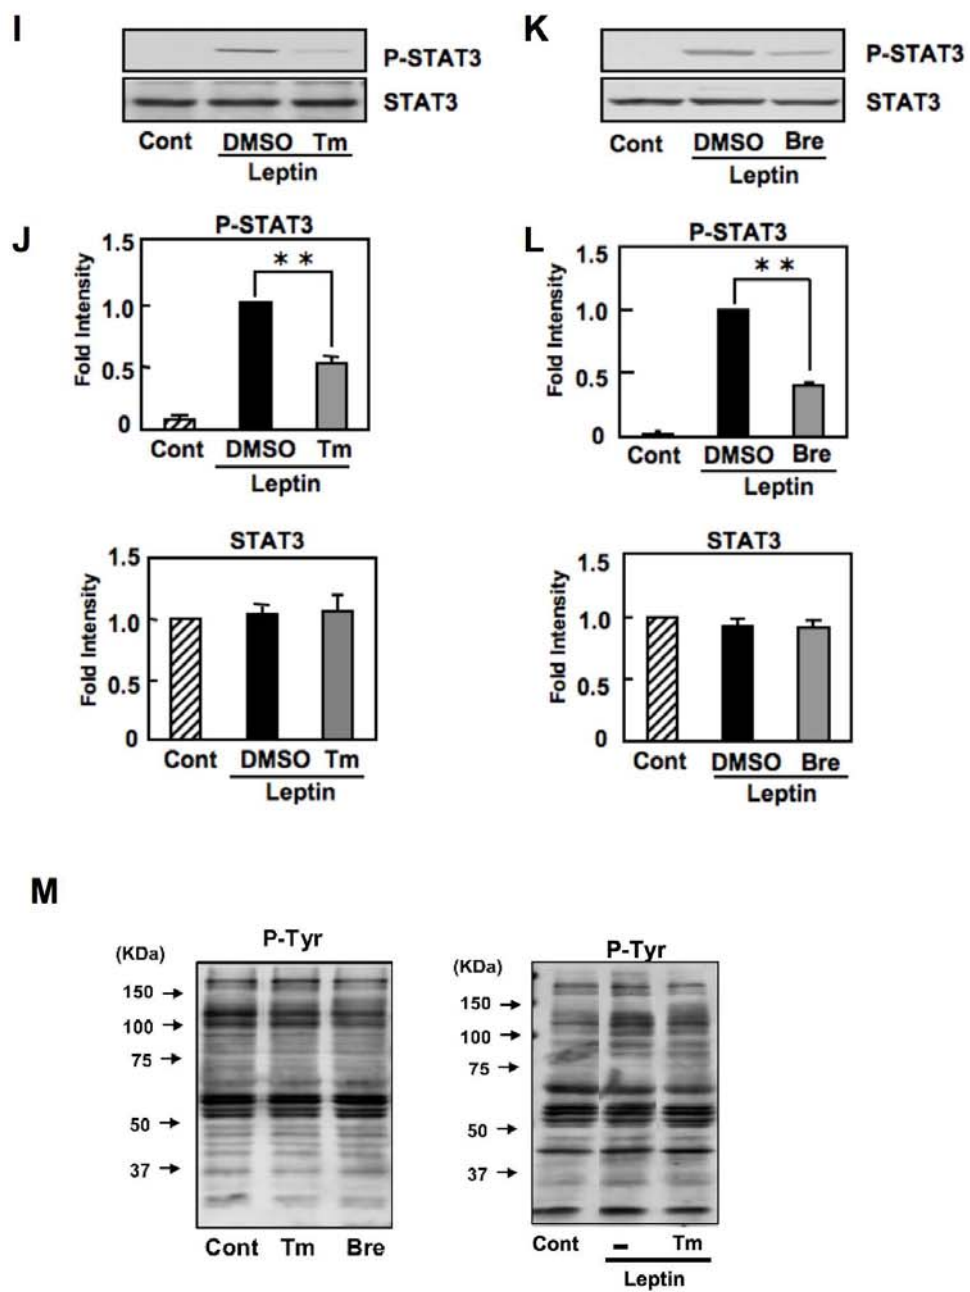 I
P-STAT3
STAT3
Cont DMSO Tm
Leptin
K
P-STAT3
STAT3
Cont DMSO Bre
Leptin
J
P-STAT3
Fold Intensity
1.5
1.0
0.5
0
* *
Cont DMSO Tm
Leptin
STAT3
Fold Intensity
1.5
1.0
0.5
0
Cont DMSO Tm
Leptin
L
P-STAT3
Fold Intensity
1.5
1.0
0.5
0
* *
Cont DMSO Bre
Leptin
STAT3
Fold Intensity
1.5
1.0
0.5
0
Cont DMSO Bre
Leptin
M
P-Tyr
(KDa)
150
100
75
50
37
Cont Tm Bre
P-Tyr
(KDa)
150
100
75
50
37
Cont – Tm
Leptin